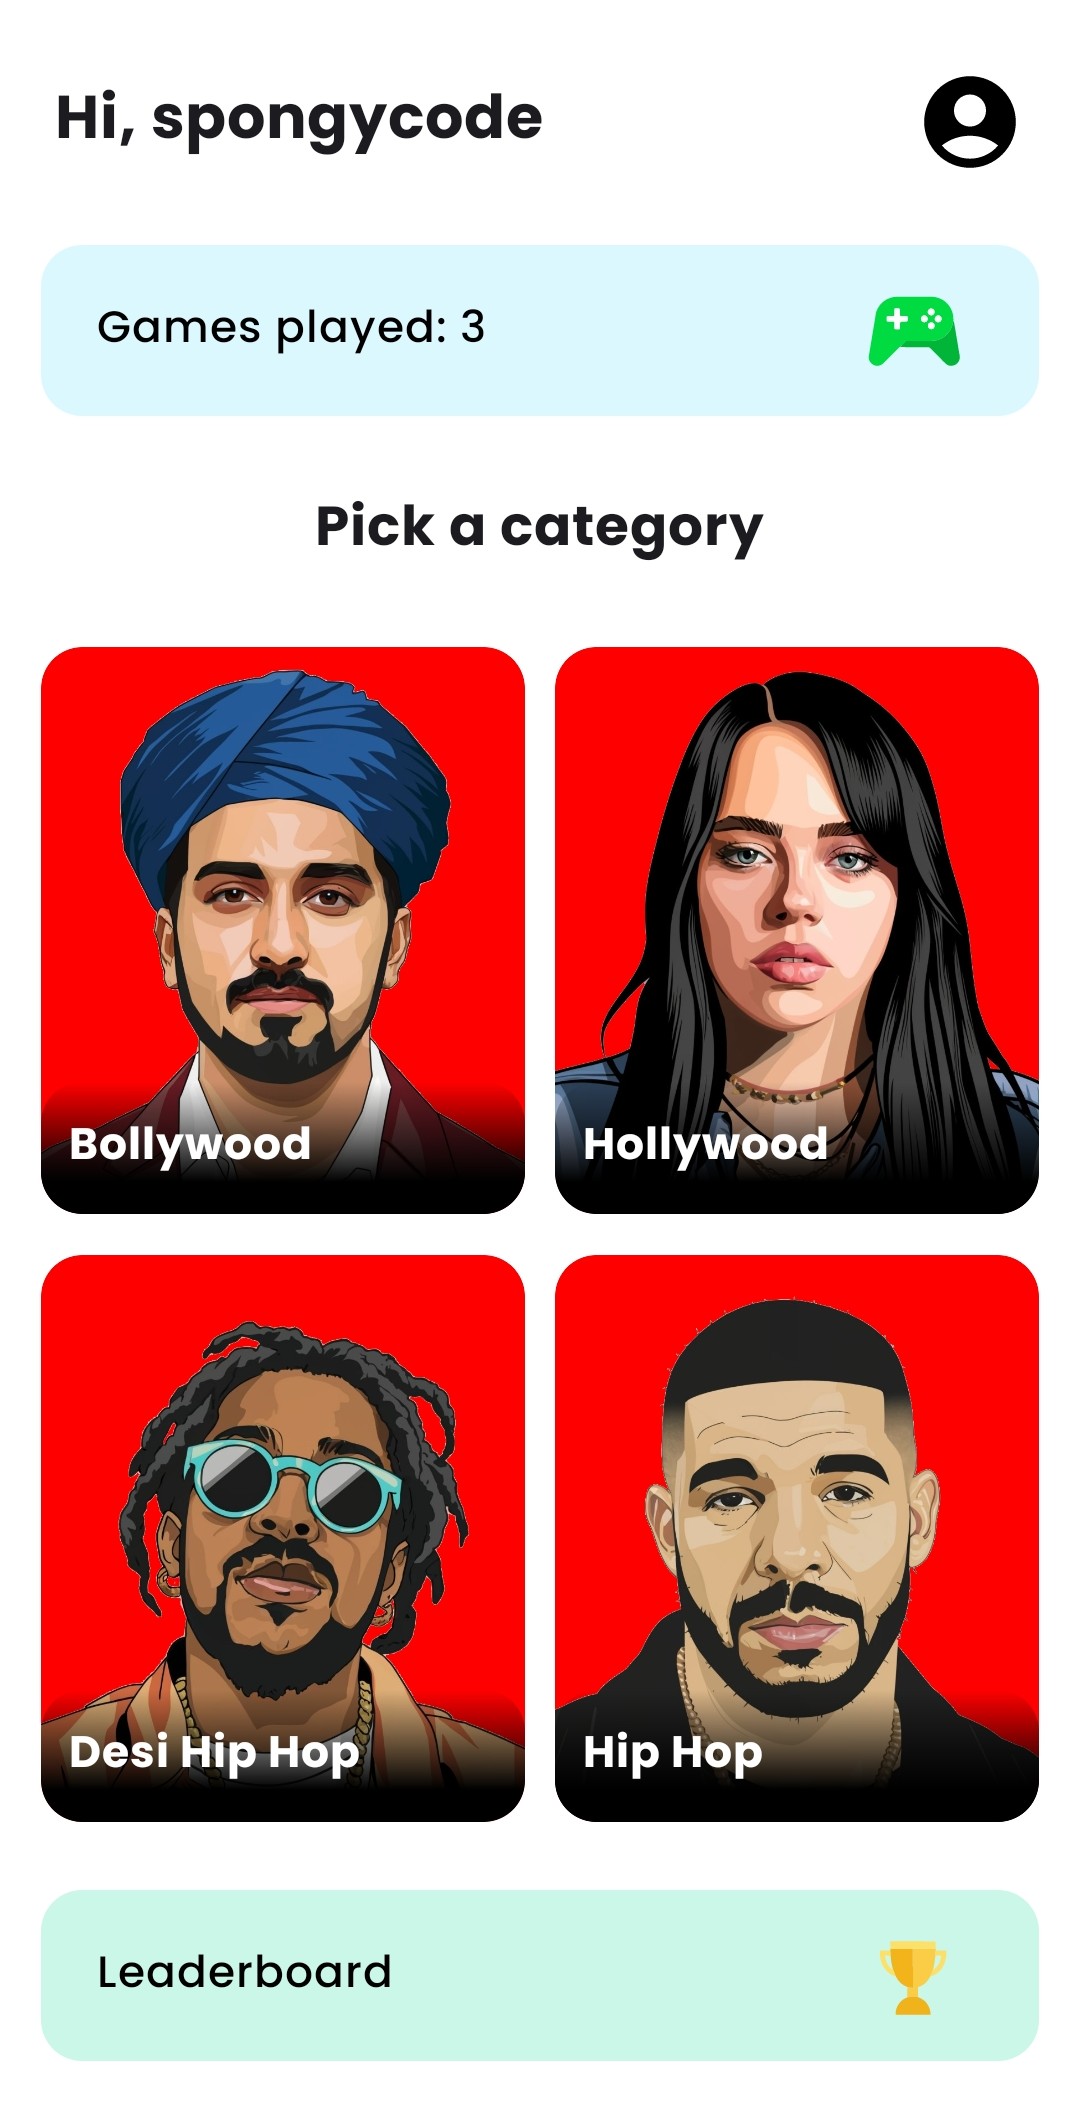 Hi, spongycode
Games played: 3
Pick a category
Bollywood
Hollywood
Desi Hip Hop
Hip Hop
Leaderboard